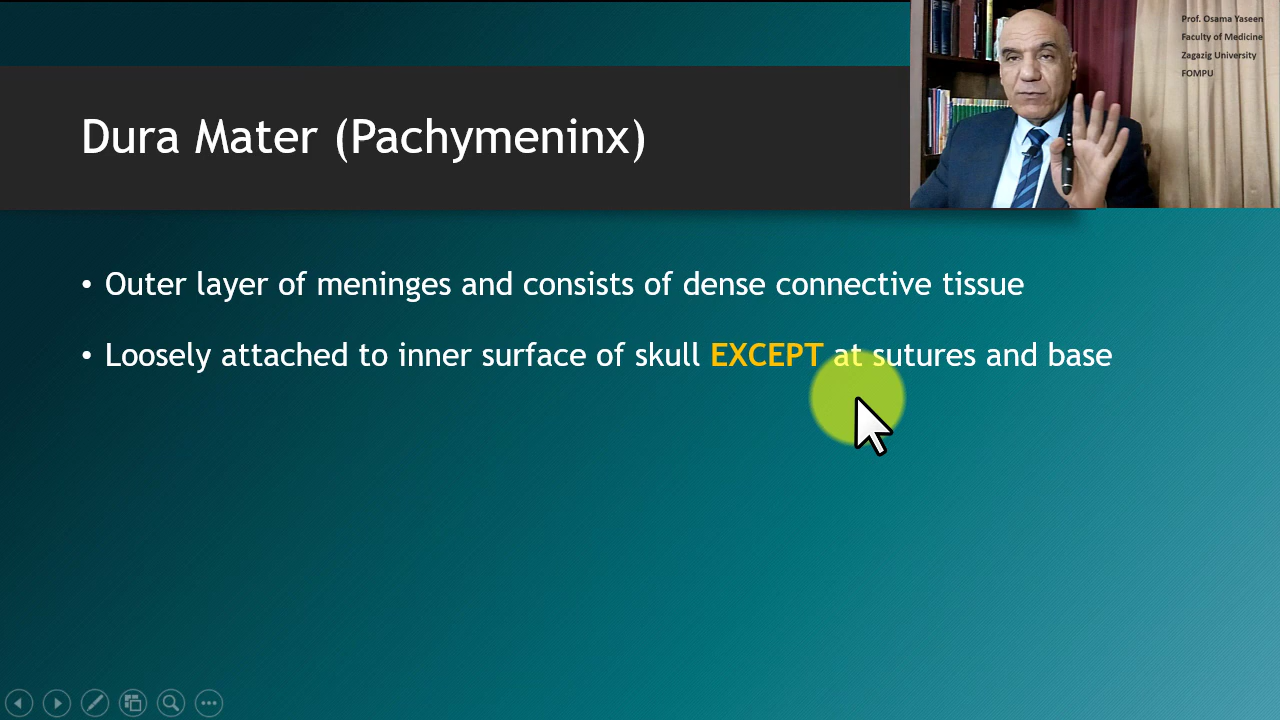 Prof. Osama Yaseen
Faculty of Medicine
Zagazig University
FOMPU
Dura Mater (Pachymeninx)
• Outer layer of meninges and consists of dense connective tissue
• Loosely attached to inner surface of skull EXCEPT at sutures and base